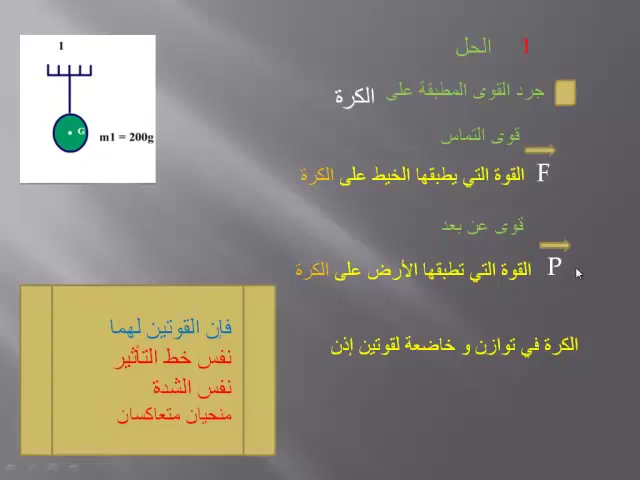 1 الحل
جرد القوى المطبقة على الكرة
قوى التماس
F القوة التي يطبقها الخيط على الكرة
قوى عن بعد
P القوة التي تطبقها الأرض على الكرة
الكرة في توازن و خاضعة لقوتين إذن
فإن القوتين لهما
نفس خط التأثير
نفس الشدة
منحيان متعاكسان
1
G
m1 = 200g